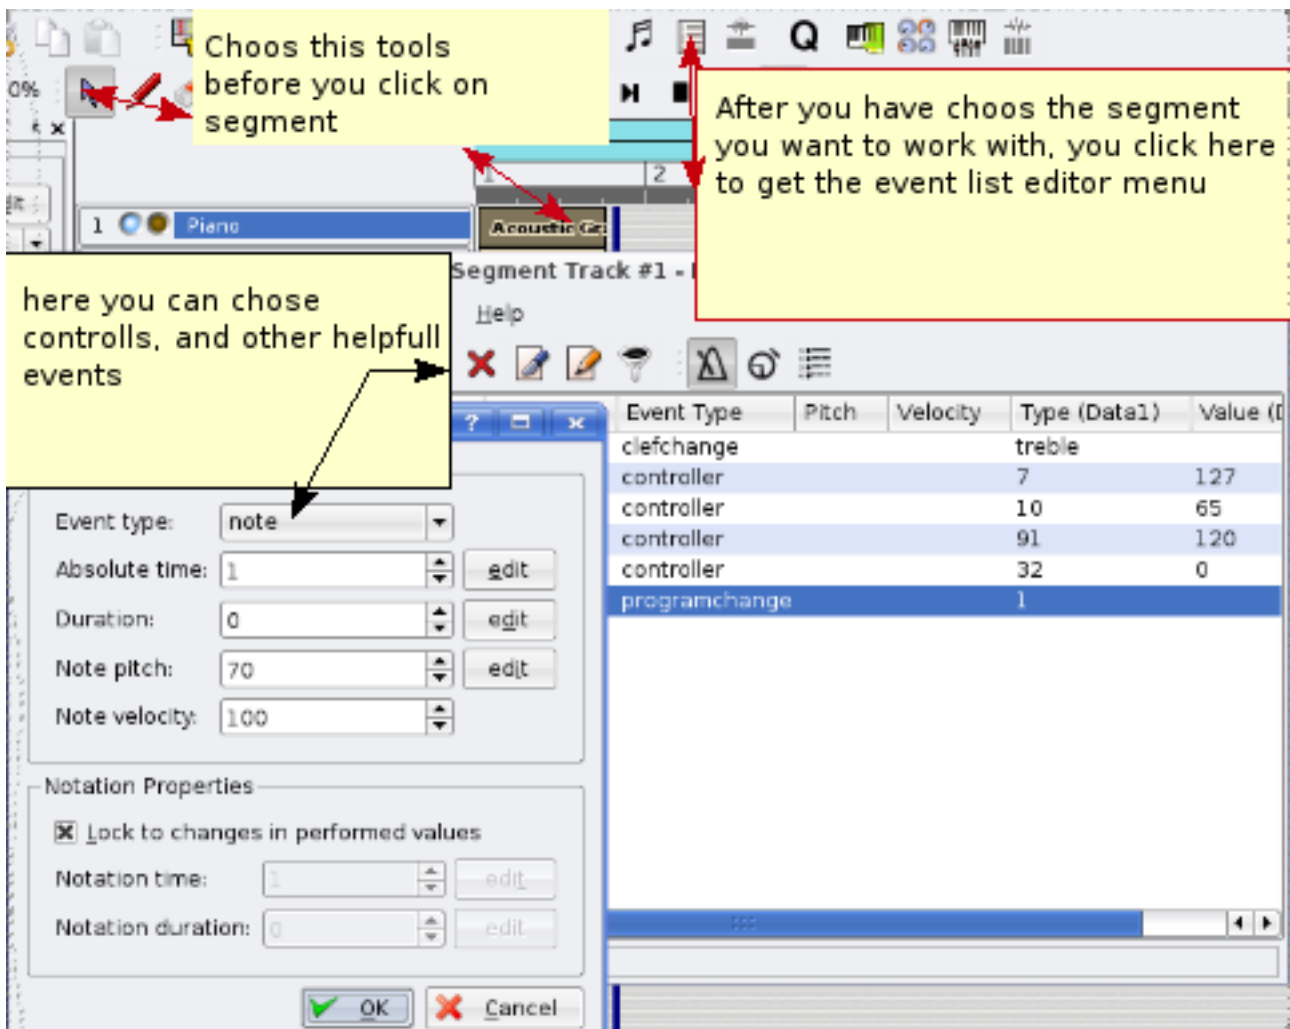 Choos this tools
before you click on
segment
Q
0%
After you have choos the segment
you want to work with, you click here
to get the event list editor menu
1 2
1 Piano
Acoustic
Segment Track #1 -
here you can chose
controlls, and other helpfull
events
Help
Event Type Pitch Velocity Type (Data1) Value
clefchange treble
controller 7 127
controller 10 65
controller 91 120
controller 32 0
programchange 1
Event type: note
Absolute time: 1 edit
Duration: 0 edit
Note pitch: 70 edit
Note velocity: 100
Notation Properties
Lock to changes in performed values
Notation time: 1 edit
Notation duration: 0 edit
OK Cancel